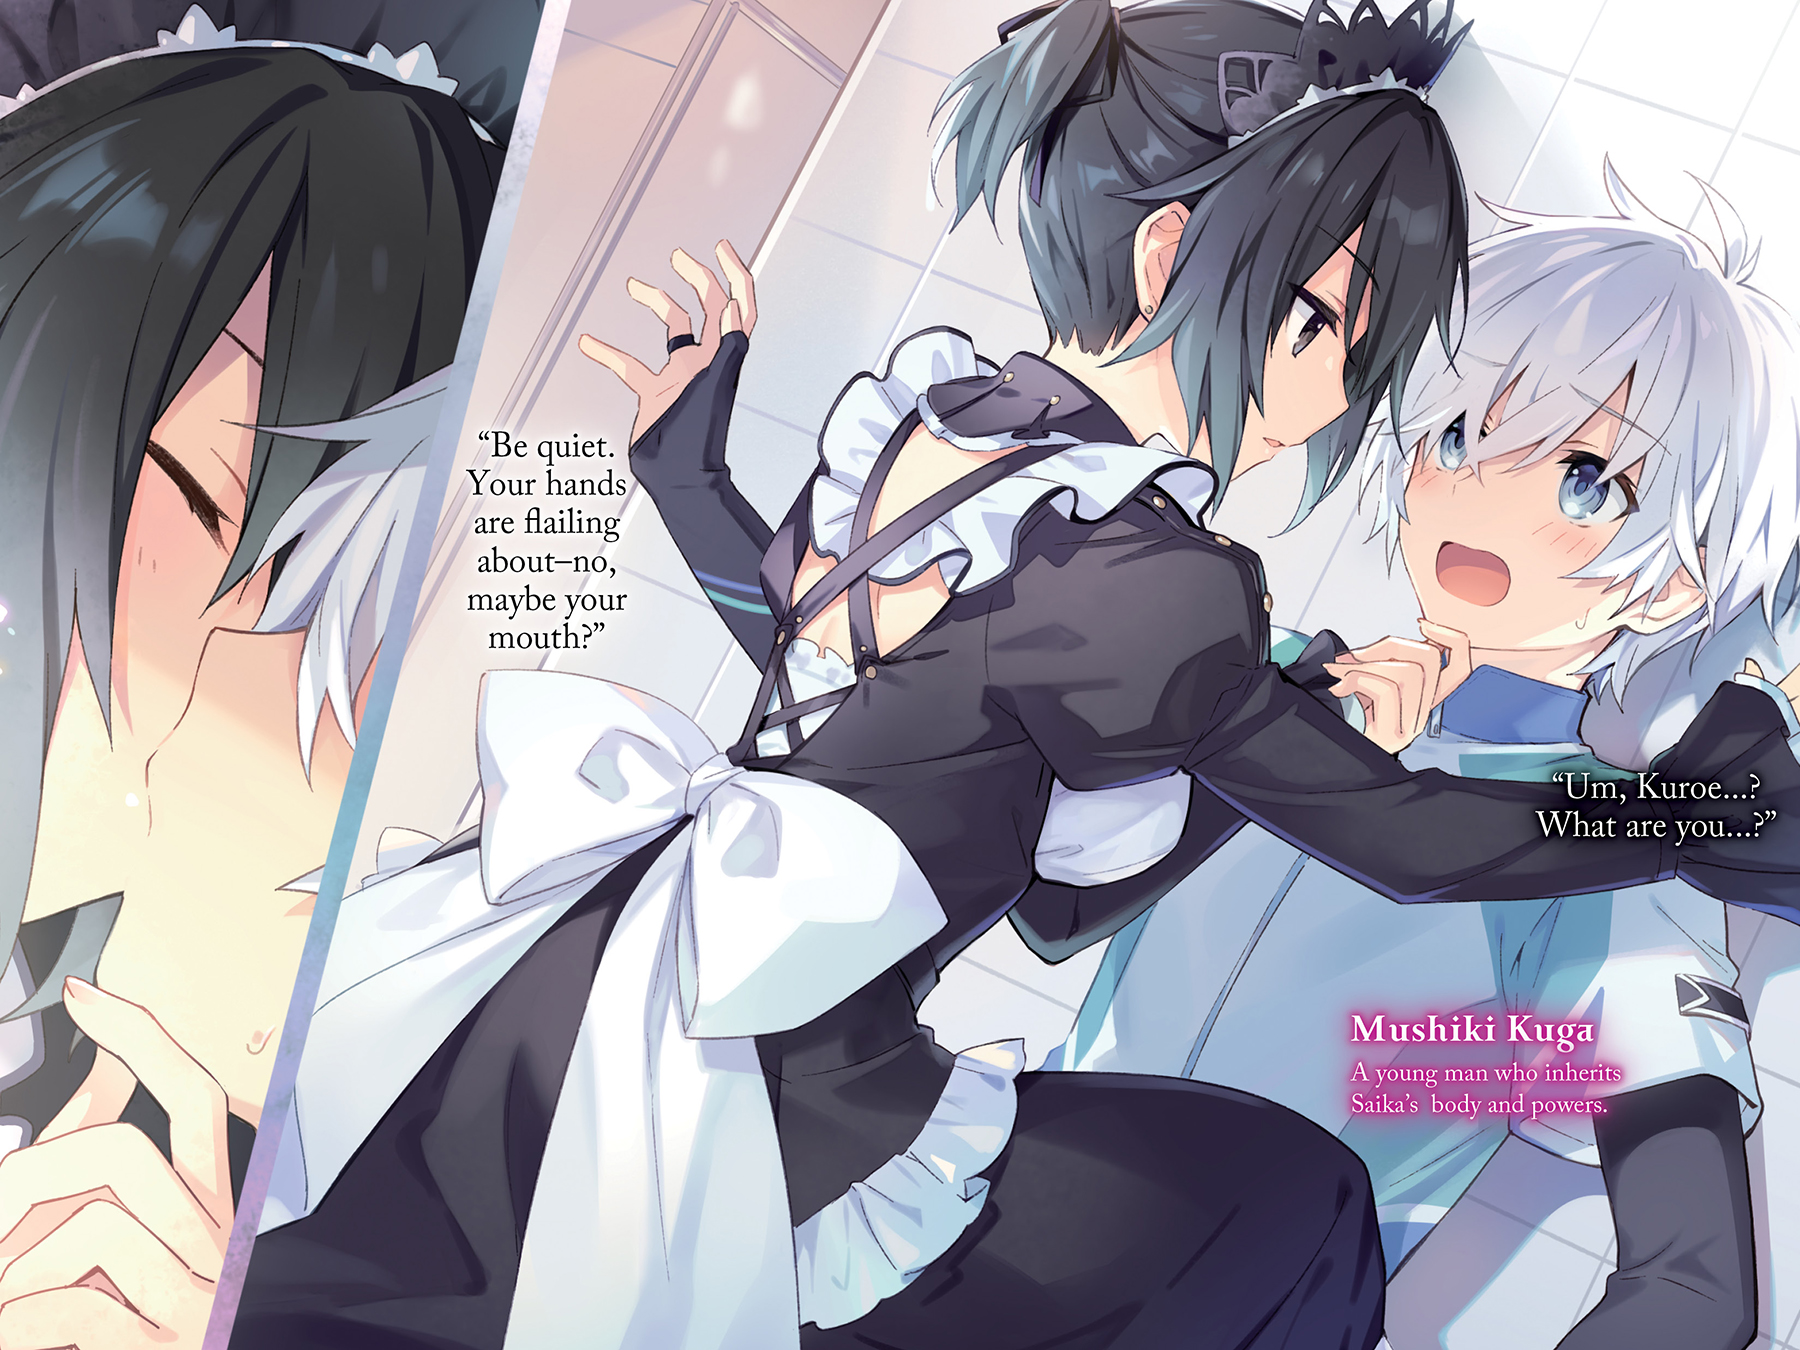 “Be quiet.
Your hands
are flailing
about—no,
maybe your
mouth?”
“Um, Kuroe...?
What are you...?”
Mushiki Kuga
A young man who inherits
Saika’s body and powers.